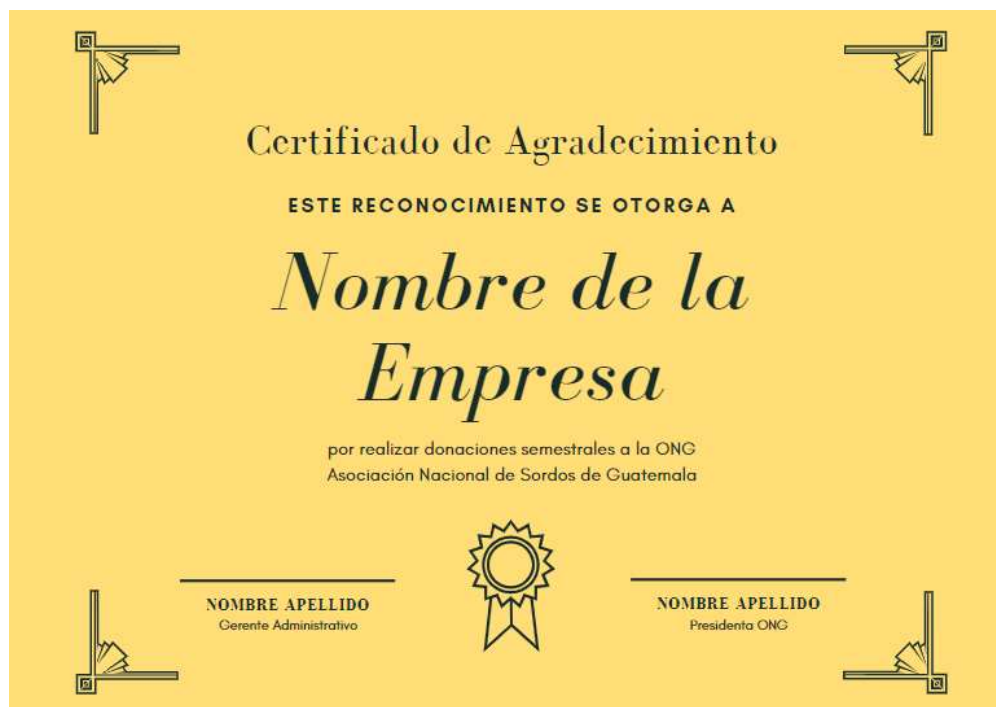 Certificado de Agradecimiento
ESTE RECONOCIMIENTO SE OTORGA A
Nombre de la
Empresa
por realizar donaciones semestrales a la ONG
Asociación Nacional de Sordos de Guatemala
NOMBRE APELLIDO
Gerente Administrativo
NOMBRE APELLIDO
Presidenta ONG